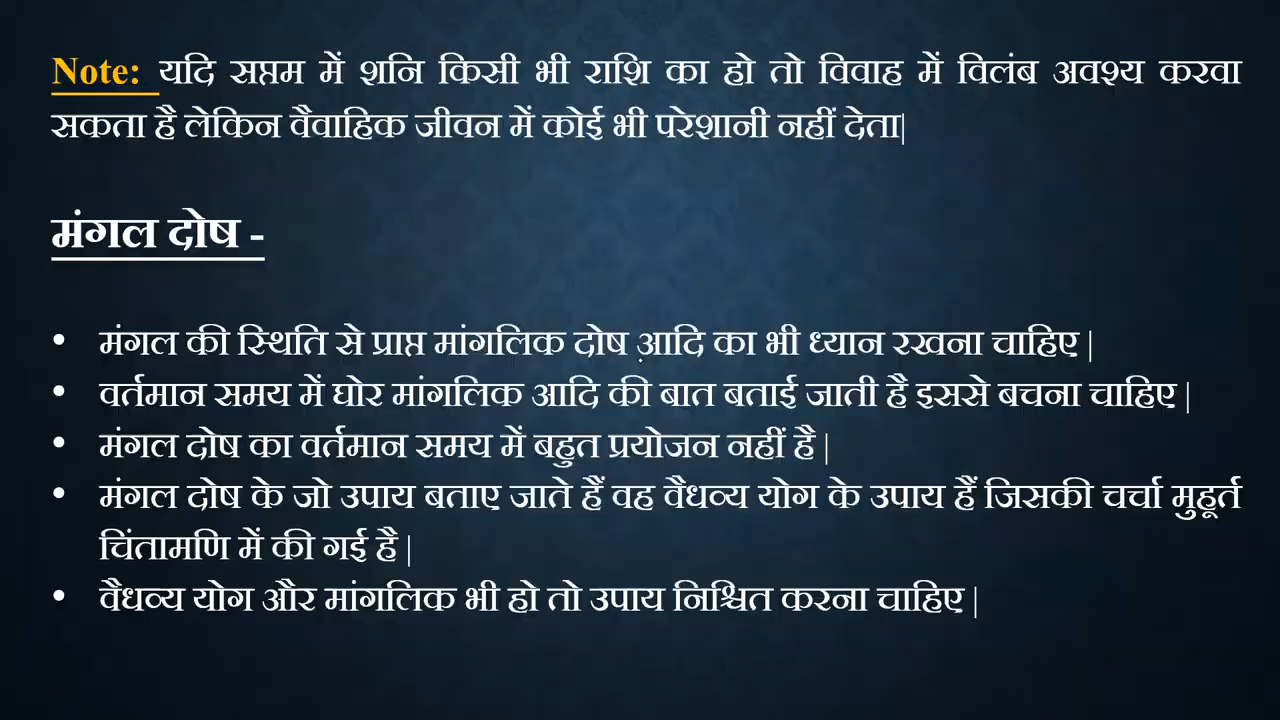 Note: यदि सप्तम में शनि किसी भी राशि का हो तो विवाह में विलंब अवश्य करवा
सकता है लेकिन वैवाहिक जीवन में कोई भी परेशानी नहीं देता|
मंगल दोष -
• मंगल की स्थिति से प्राप्त मांगलिक दोष आदि का भी ध्यान रखना चाहिए |
• वर्तमान समय में घोर मांगलिक आदि की बात बताई जाती है इससे बचना चाहिए |
• मंगल दोष का वर्तमान समय में बहुत प्रयोजन नहीं है |
• मंगल दोष के जो उपाय बताए जाते हैं वह वैधव्य योग के उपाय हैं जिसकी चर्चा मुहूर्त
चिंतामणि में की गई है |
• वैधव्य योग और मांगलिक भी हो तो उपाय निश्चित करना चाहिए |